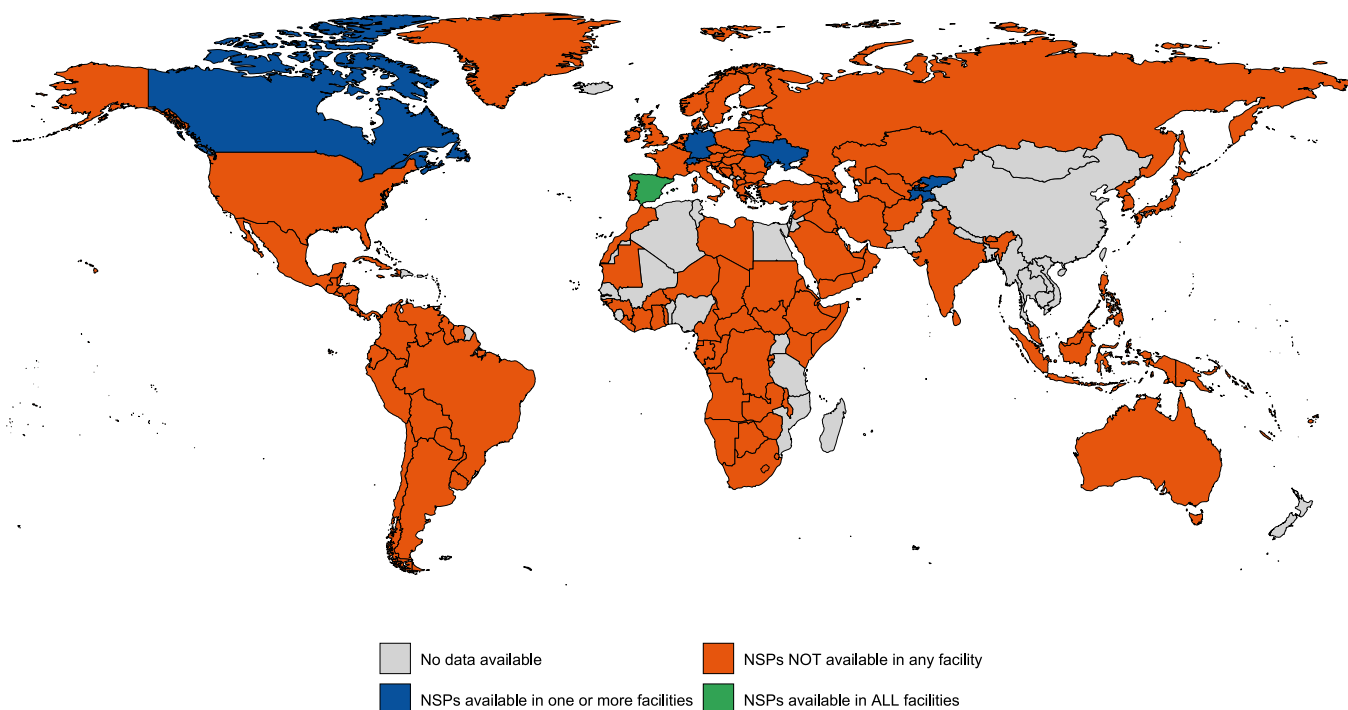 No data available
NSPs NOT available in any facility
NSPs available in one or more facilities
NSPs available in ALL facilities